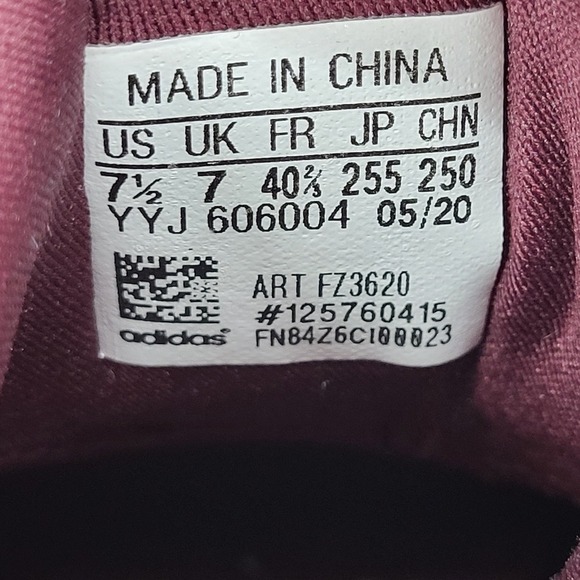 MADE IN CHINA
US UK FR JP CHN
7½ 7 40⅔ 255 250
YYJ 606004 05/20
ART FZ3620
#125760415
adidas FN84Z6CI00023